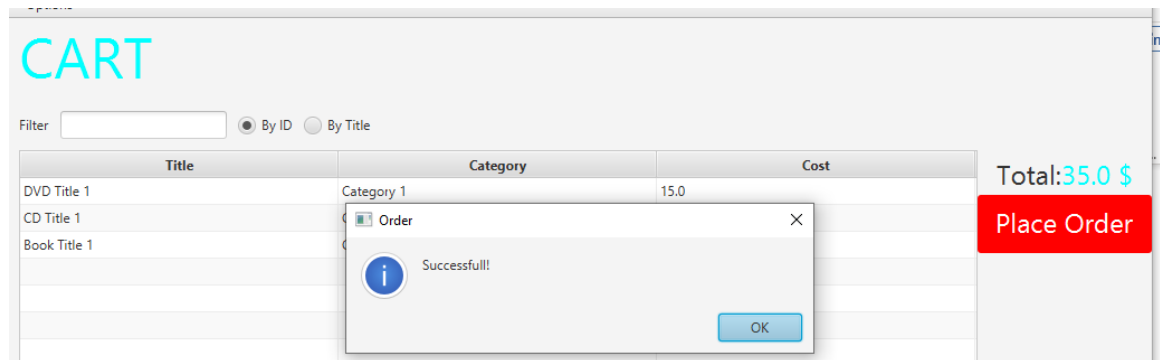 CART
Filter By ID By Title
Title Category Cost
DVD Title 1 Category 1 15.0
CD Title 1
Book Title 1
Total:35.0 $
Place Order
Order
Successfull!
OK